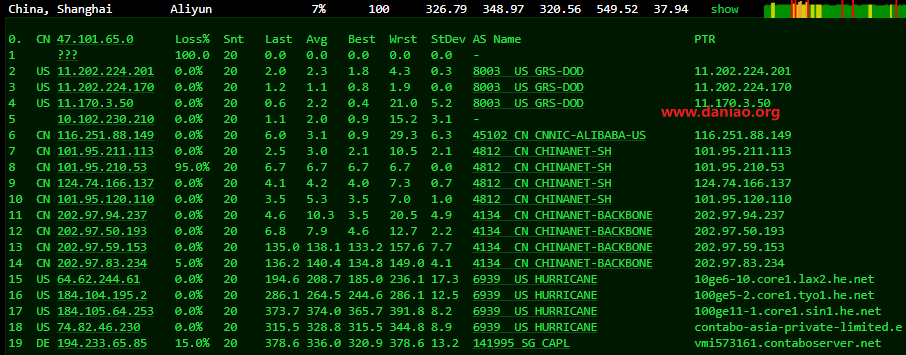 China, Shanghai Aliyun 7% 100 326.79 348.97 320.56 549.52 37.94 show
0. CN 47.101.65.0 Loss% Snt Last Avg Best Wrst StDev AS Name PTR
1 ??? 100.0 20 0.0 0.0 0.0 0.0 0.0 -
2 US 11.202.224.201 0.0% 20 2.0 2.3 1.8 4.3 0.3 8003 US GRS-DOD 11.202.224.201
3 US 11.202.224.170 0.0% 20 1.2 1.1 0.8 1.9 0.0 8003 US GRS-DOD 11.202.224.170
4 US 11.170.3.50 0.0% 20 0.6 2.2 0.4 21.0 5.2 8003 US GRS-DOD 11.170.3.50
www.daniao.org
5 10.102.230.210 0.0% 20 1.1 2.0 0.9 15.2 3.1 -
6 CN 116.251.88.149 0.0% 20 6.0 3.1 0.9 29.3 6.3 45102 CN CNNIC-ALIBABA-US 116.251.88.149
7 CN 101.95.211.113 0.0% 20 2.5 3.0 2.1 10.5 2.1 4812 CN CHINANET-SH 101.95.211.113
8 CN 101.95.210.53 95.0% 20 6.7 6.7 6.7 6.7 0.0 4812 CN CHINANET-SH 101.95.210.53
9 CN 124.74.166.137 0.0% 20 4.1 4.2 4.0 7.3 0.7 4812 CN CHINANET-SH 124.74.166.137
10 CN 101.95.120.110 0.0% 20 3.5 5.3 3.5 7.0 1.0 4812 CN CHINANET-SH 101.95.120.110
11 CN 202.97.94.237 0.0% 20 4.6 10.3 3.5 20.5 4.9 4134 CN CHINANET-BACKBONE 202.97.94.237
12 CN 202.97.50.193 0.0% 20 6.8 7.9 4.6 12.7 2.2 4134 CN CHINANET-BACKBONE 202.97.50.193
13 CN 202.97.59.153 0.0% 20 135.0 138.1 133.2 157.6 7.7 4134 CN CHINANET-BACKBONE 202.97.59.153
14 CN 202.97.83.234 5.0% 20 136.2 140.4 134.8 149.0 4.1 4134 CN CHINANET-BACKBONE 202.97.83.234
15 US 64.62.244.61 0.0% 20 194.6 208.7 185.0 236.1 17.3 6939 US HURRICANE 10ge6-10.core1.lax2.he.net
16 US 184.104.195.2 0.0% 20 286.1 264.5 244.6 286.1 12.5 6939 US HURRICANE 100ge5-2.core1.tyo1.he.net
17 US 184.105.64.253 0.0% 20 373.7 374.0 365.7 391.8 8.2 6939 US HURRICANE 100ge11-1.core1.sin1.he.net
18 US 74.82.46.230 0.0% 20 315.5 328.8 315.5 344.8 8.9 6939 US HURRICANE contabo-asia-private-limited.e
19 DE 194.233.65.85 15.0% 20 378.6 336.0 320.9 378.6 13.2 141995 SG CAPL vmi573161.contaboserver.net